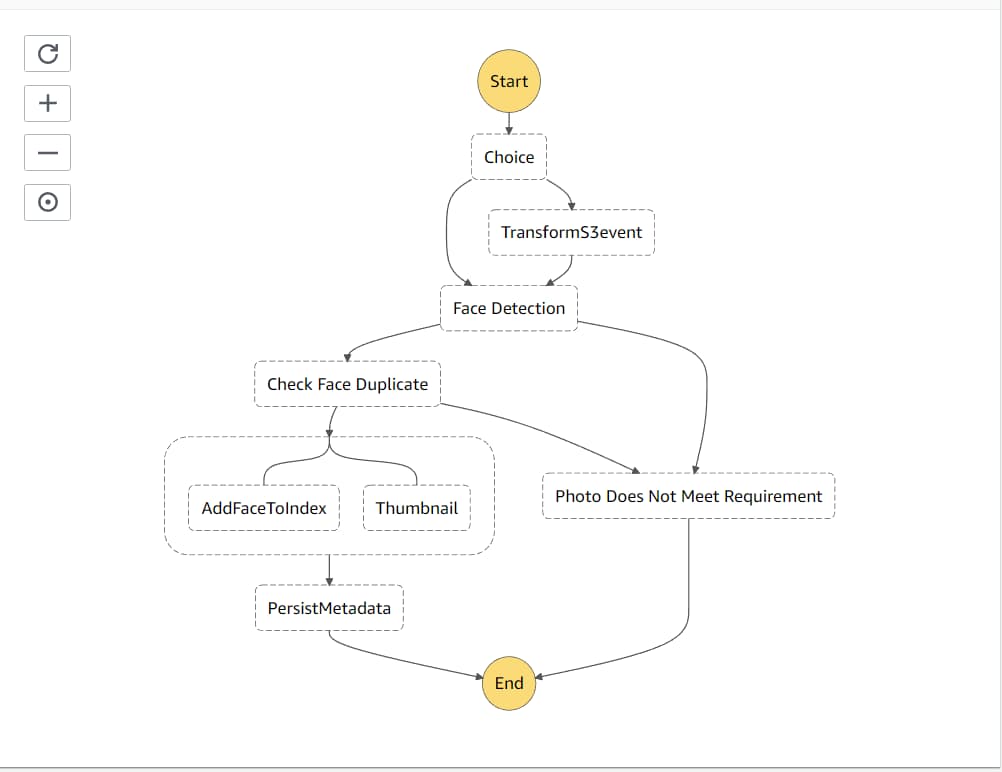 Start
Choice
TransformS3event
Face Detection
Check Face Duplicate
AddFaceToIndex
Thumbnail
Photo Does Not Meet Requirement
PersistMetadata
End